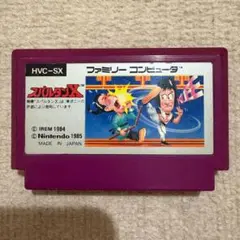 HVC-SX
ファミリーコンピュータ
スパルタンX
© IREM 1984
© Nintendo 1985
MADE IN JAPAN